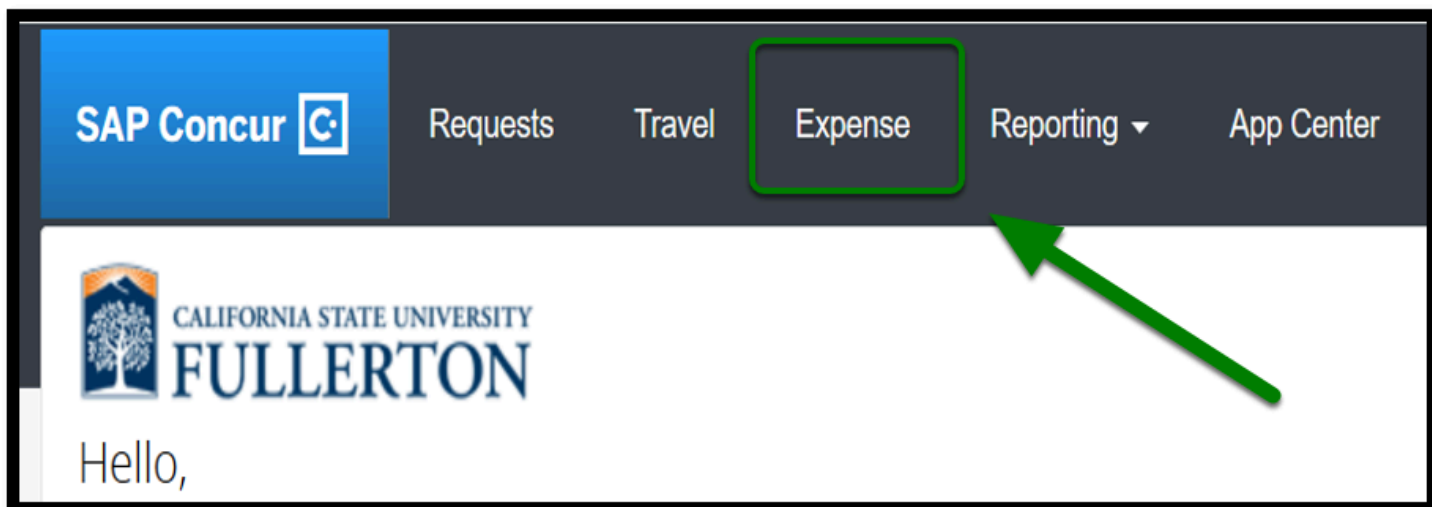 SAP Concur C Requests Travel Expense Reporting App Center
CALIFORNIA STATE UNIVERSITY
FULLERTON
Hello,